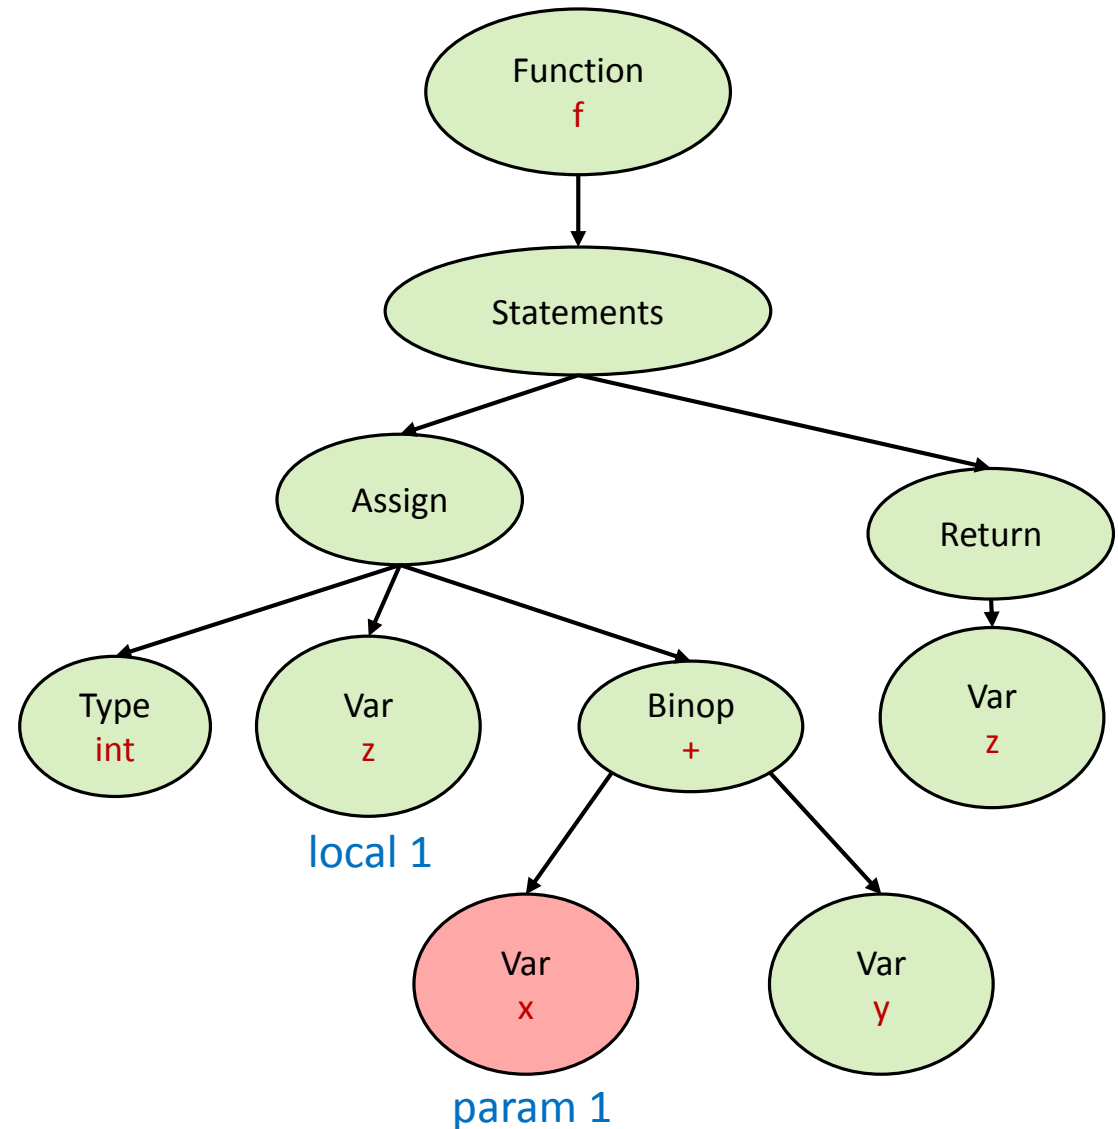 Function
f
Statements
Assign
Return
Type
int
Var
z
Binop
+
Var
z
local 1
Var
x
Var
y
param 1